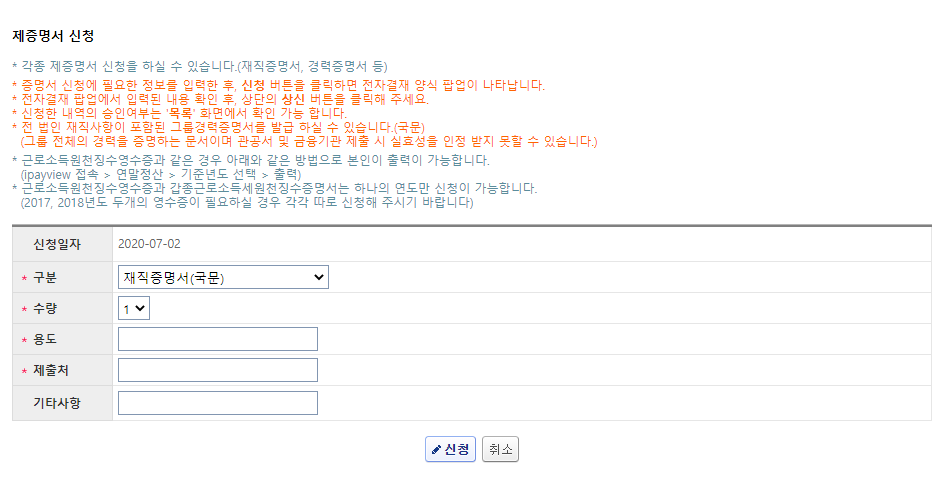 제증명서 신청
* 각종 제증명서 신청을 하실 수 있습니다.(재직증명서, 경력증명서 등)
* 증명서 신청에 필요한 정보를 입력한 후, 신청 버튼을 클릭하면 전자결재 양식 팝업이 나타납니다.
* 전자결재 팝업에서 입력된 내용 확인 후, 상단의 상신 버튼을 클릭해 주세요.
* 신청한 내역의 승인여부는 '목록' 화면에서 확인 가능 합니다.
* 전 법인 재직사항이 포함된 그룹경력증명서를 발급 하실 수 있습니다.(국문)
(그룹 전체의 경력을 증명하는 문서이며 관공서 및 금융기관 제출 시 실효성을 인정 받지 못할 수 있습니다.)
* 근로소득원천징수영수증과 같은 경우 아래와 같은 방법으로 본인이 출력이 가능합니다.
(ipayview 접속 > 연말정산 > 기준년도 선택 > 출력)
* 근로소득원천징수영수증과 갑종근로소득세원천징수증명서는 하나의 연도만 신청이 가능합니다.
(2017, 2018년도 두개의 영수증이 필요하실 경우 각각 따로 신청해 주시기 바랍니다)
신청일자 2020-07-02
* 구분 재직증명서(국문)
* 수량 1
* 용도
* 제출처
기타사항
신청 취소